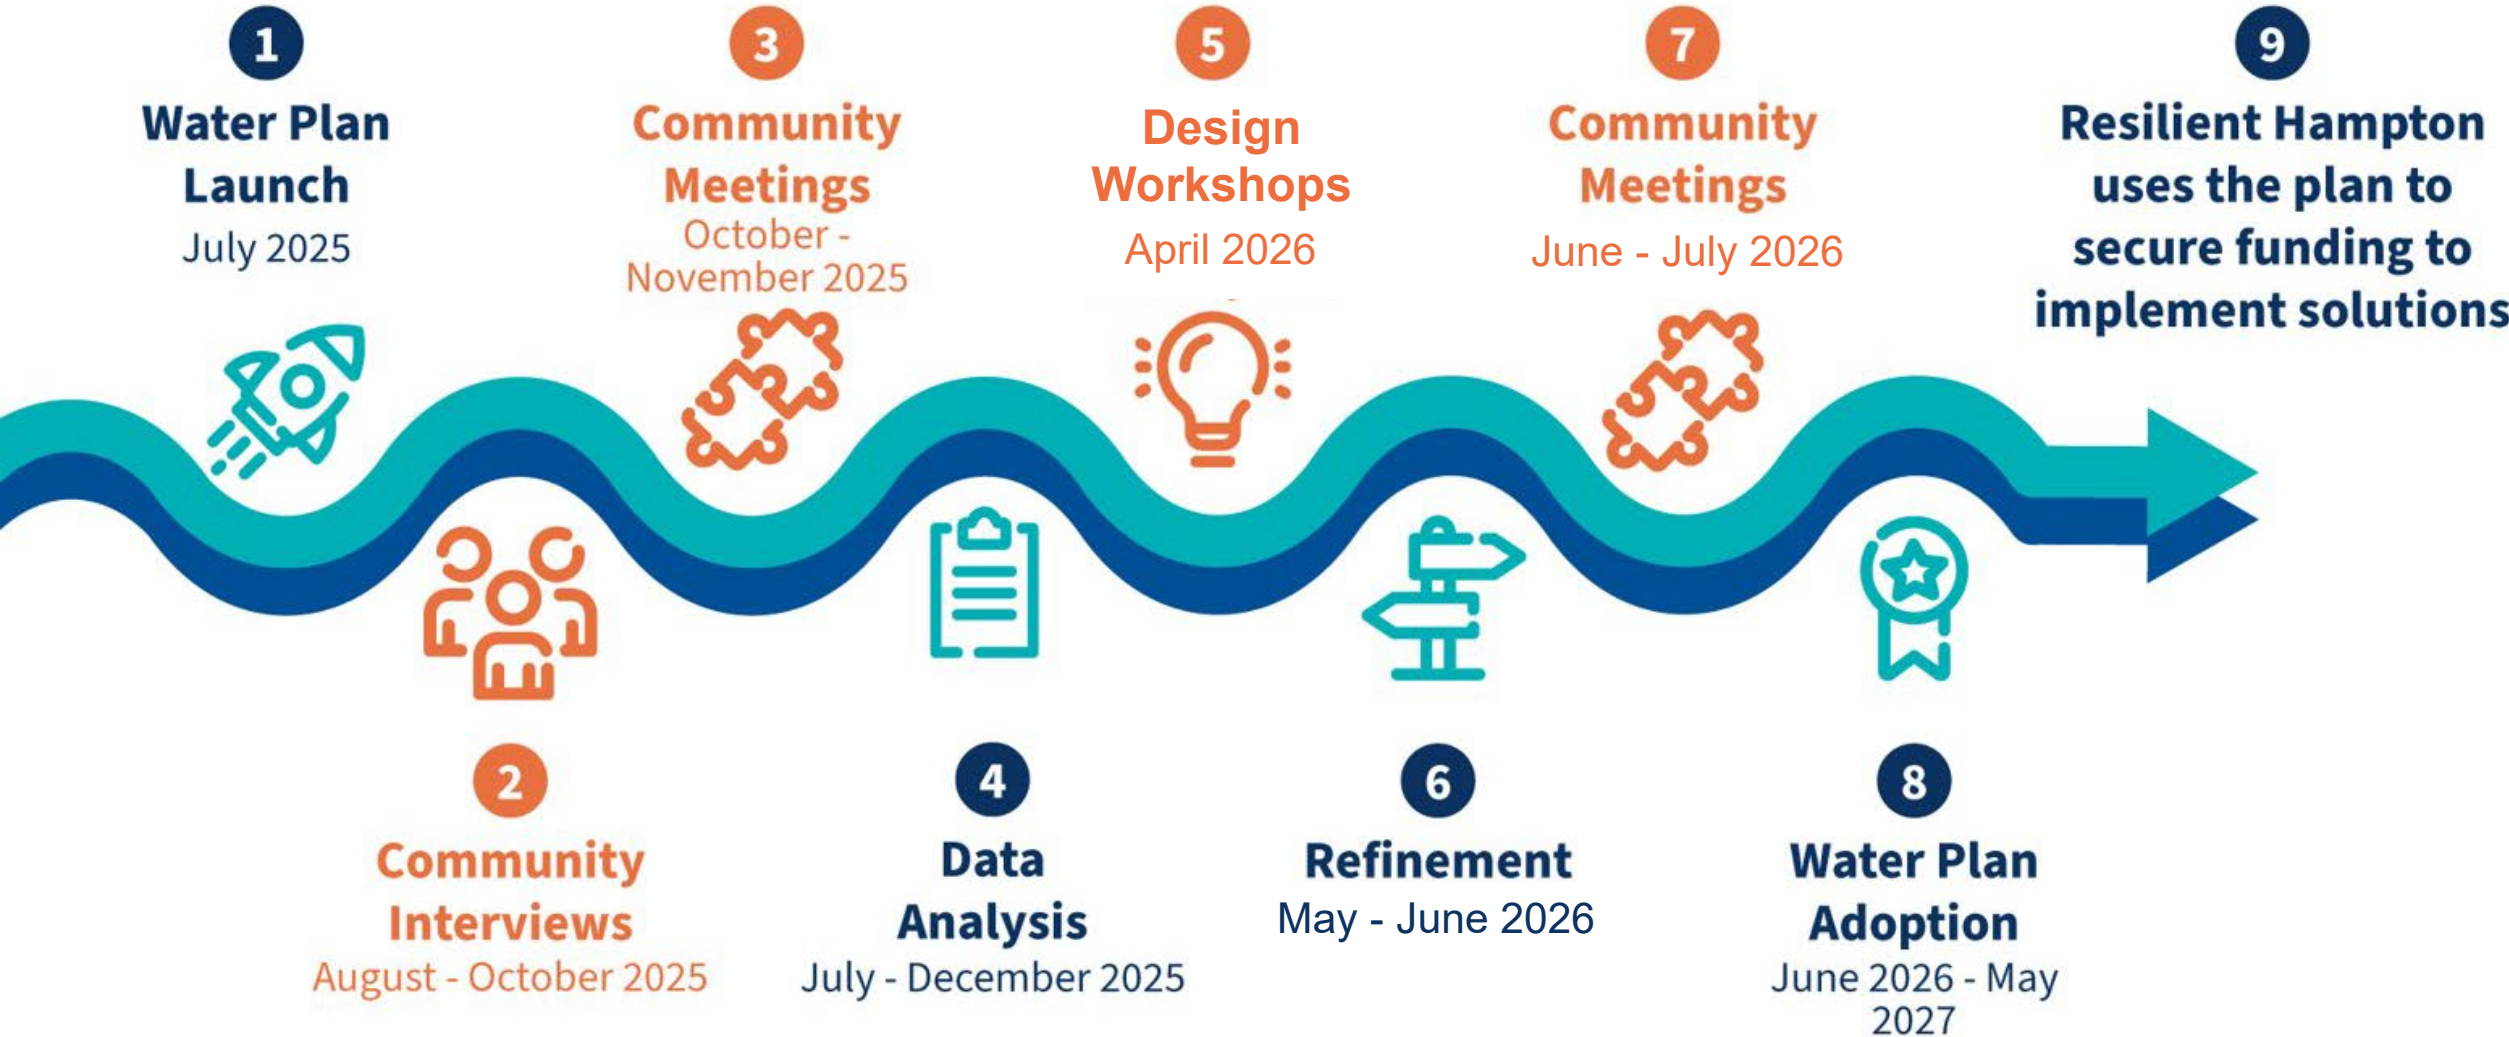 1
Water Plan
Launch
July 2025
2
Community
Interviews
August - October 2025
3
Community
Meetings
October -
November 2025
4
Data
Analysis
July - December 2025
5
Design
Workshops
April 2026
6
Refinement
May - June 2026
7
Community
Meetings
June - July 2026
8
Water Plan
Adoption
June 2026 - May
2027
9
Resilient Hampton
uses the plan to
secure funding to
implement solutions